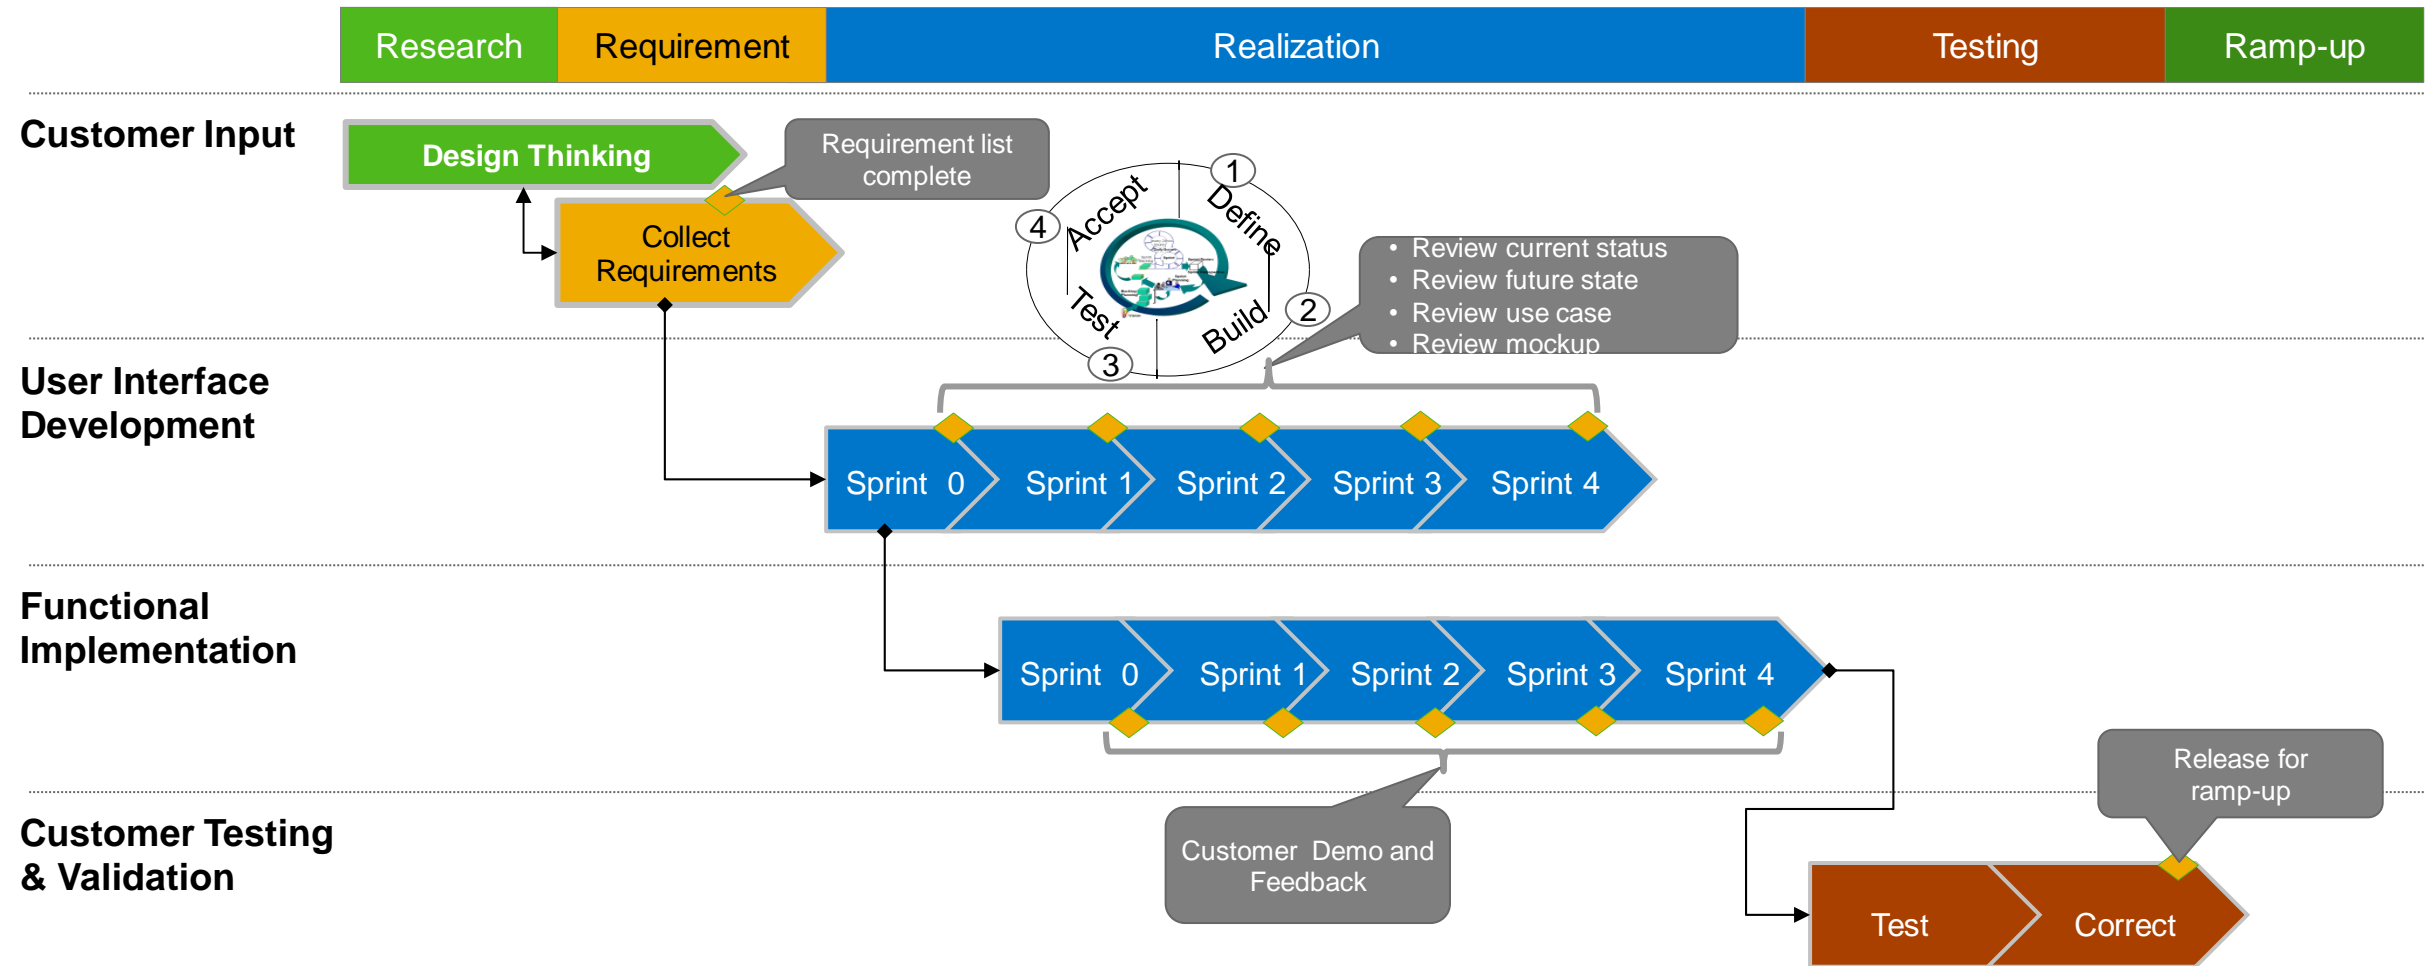 Research
Requirement
Realization
Testing
Ramp-up
Customer Input
Design Thinking
Requirement list
complete
Collect
Requirements
1
Define
2
Build
3
Test
4
Accept
• Review current status
• Review future state
• Review use case
• Review mockup
User Interface
Development
Sprint 0
Sprint 1
Sprint 2
Sprint 3
Sprint 4
Functional
Implementation
Sprint 0
Sprint 1
Sprint 2
Sprint 3
Sprint 4
Customer Demo and
Feedback
Release for
ramp-up
Customer Testing
& Validation
Test
Correct